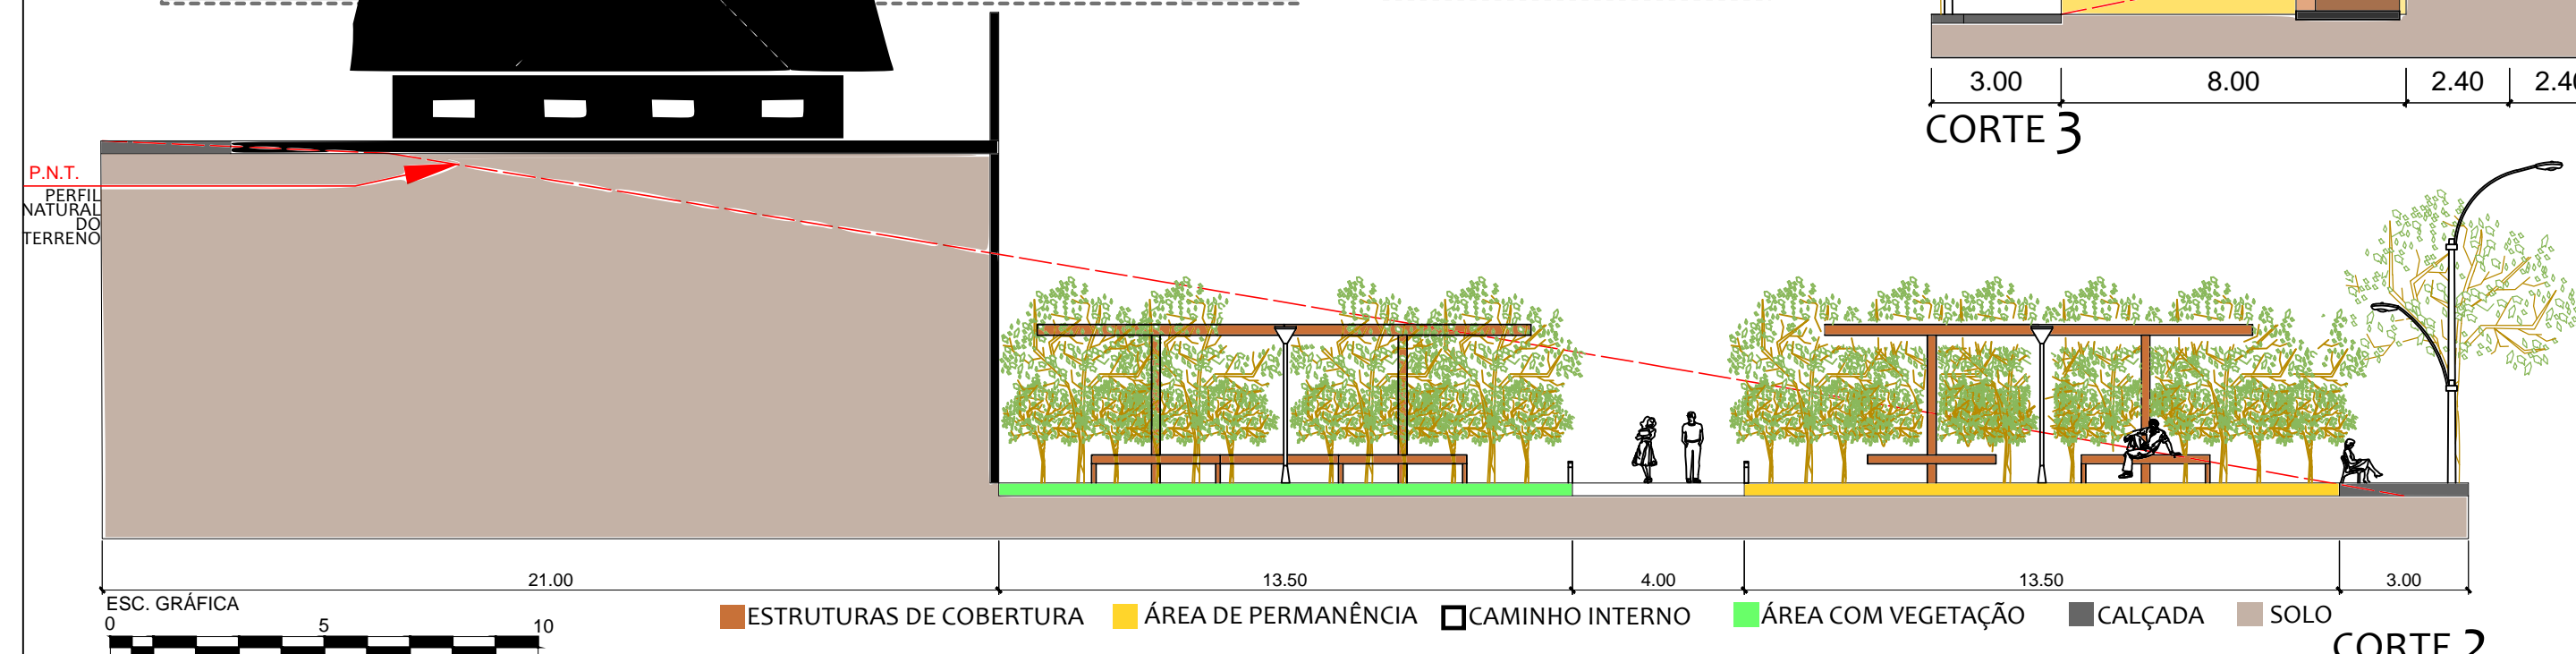 3.00 8.00 2.40 2.40
CORTE 3
P.N.T.
PERFIL
NATURAL
DO
TERRENO
21.00 13.50 4.00 13.50 3.00
ESC. GRÁFICA
0 5 10
ESTRUTURAS DE COBERTURA ÁREA DE PERMANÊNCIA CAMINHO INTERNO ÁREA COM VEGETAÇÃO CALÇADA SOLO
CORTE 2